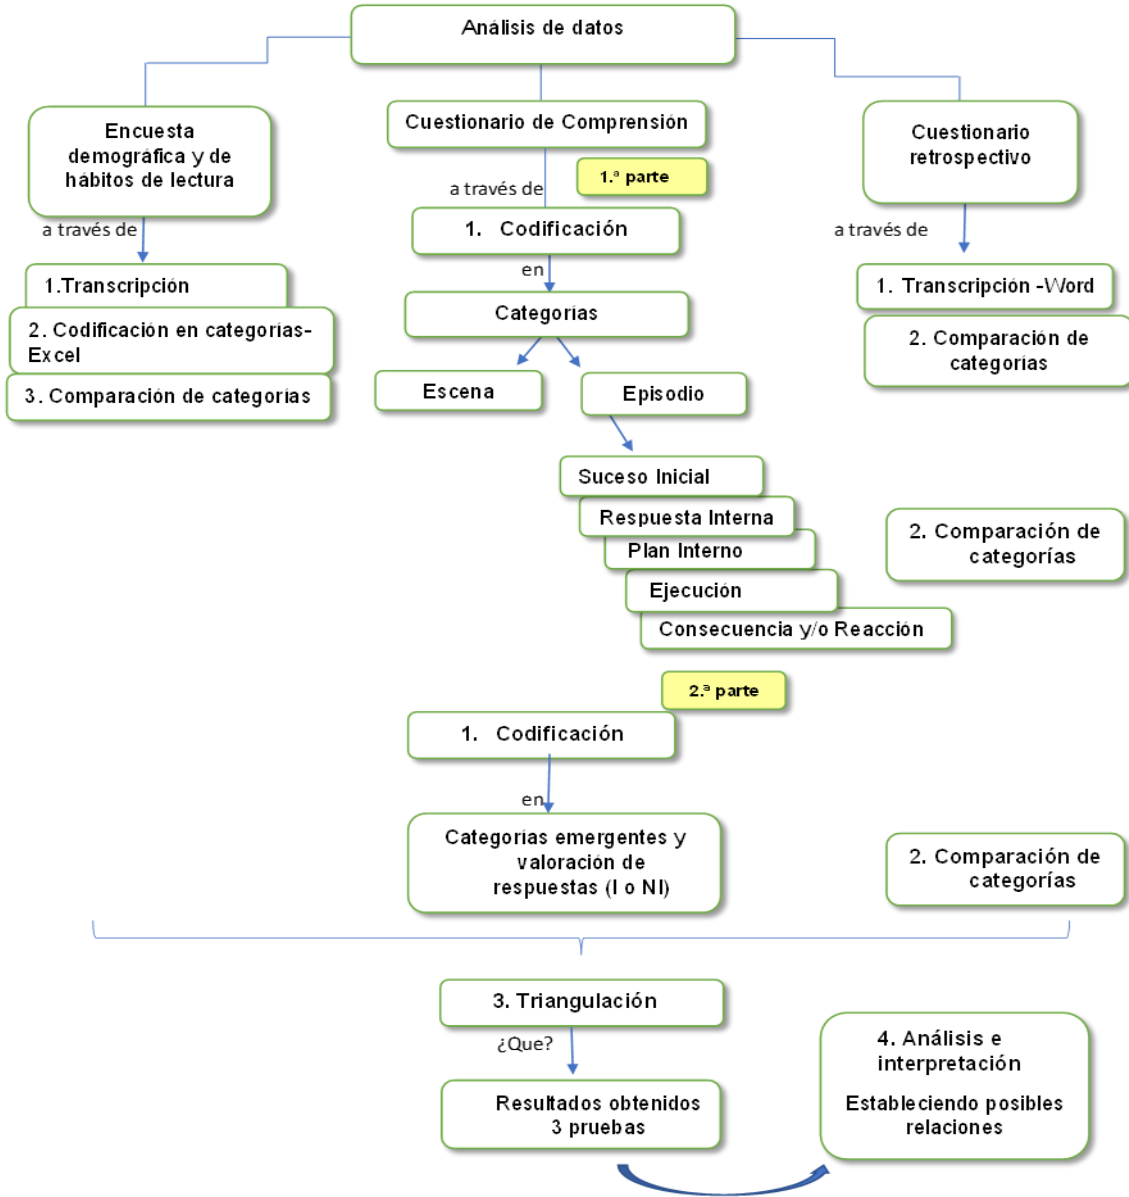 Análisis de datos
Encuesta
demográfica y de
hábitos de lectura
a través de
1.Transcripción
2. Codificación en categorías-
Excel
3. Comparación de categorías
Cuestionario de Comprensión
1.ª parte
a través de
1. Codificación
en
Categorías
Escena
Episodio
Suceso Inicial
Respuesta Interna
Plan Interno
Ejecución
Consecuencia y/o Reacción
2.ª parte
1. Codificación
en
Categorías emergentes y
valoración de
respuestas (I o NI)
Cuestionario
retrospectivo
a través de
1. Transcripción -Word
2. Comparación de
categorías
2. Comparación de
categorías
2. Comparación de
categorías
3. Triangulación
¿Que?
Resultados obtenidos
3 pruebas
4. Análisis e
interpretación
Estableciendo posibles
relaciones